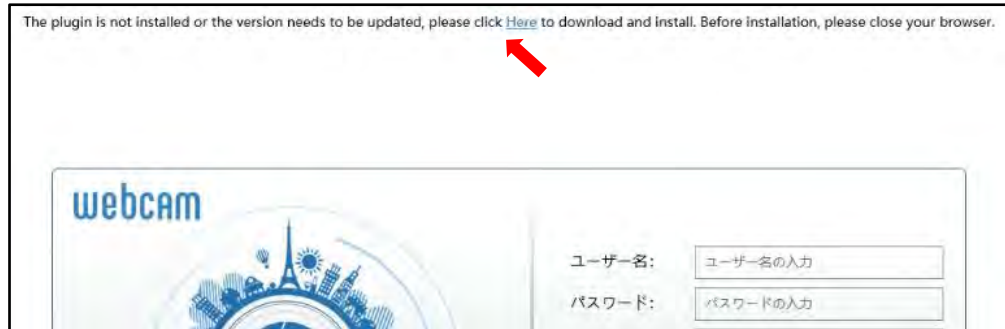 The plugin is not installed or the version needs to be updated, please click Here to download and install. Before installation, please close your browser.
webcam
ユーザー名:
ユーザー名の入力
パスワード:
パスワードの入力